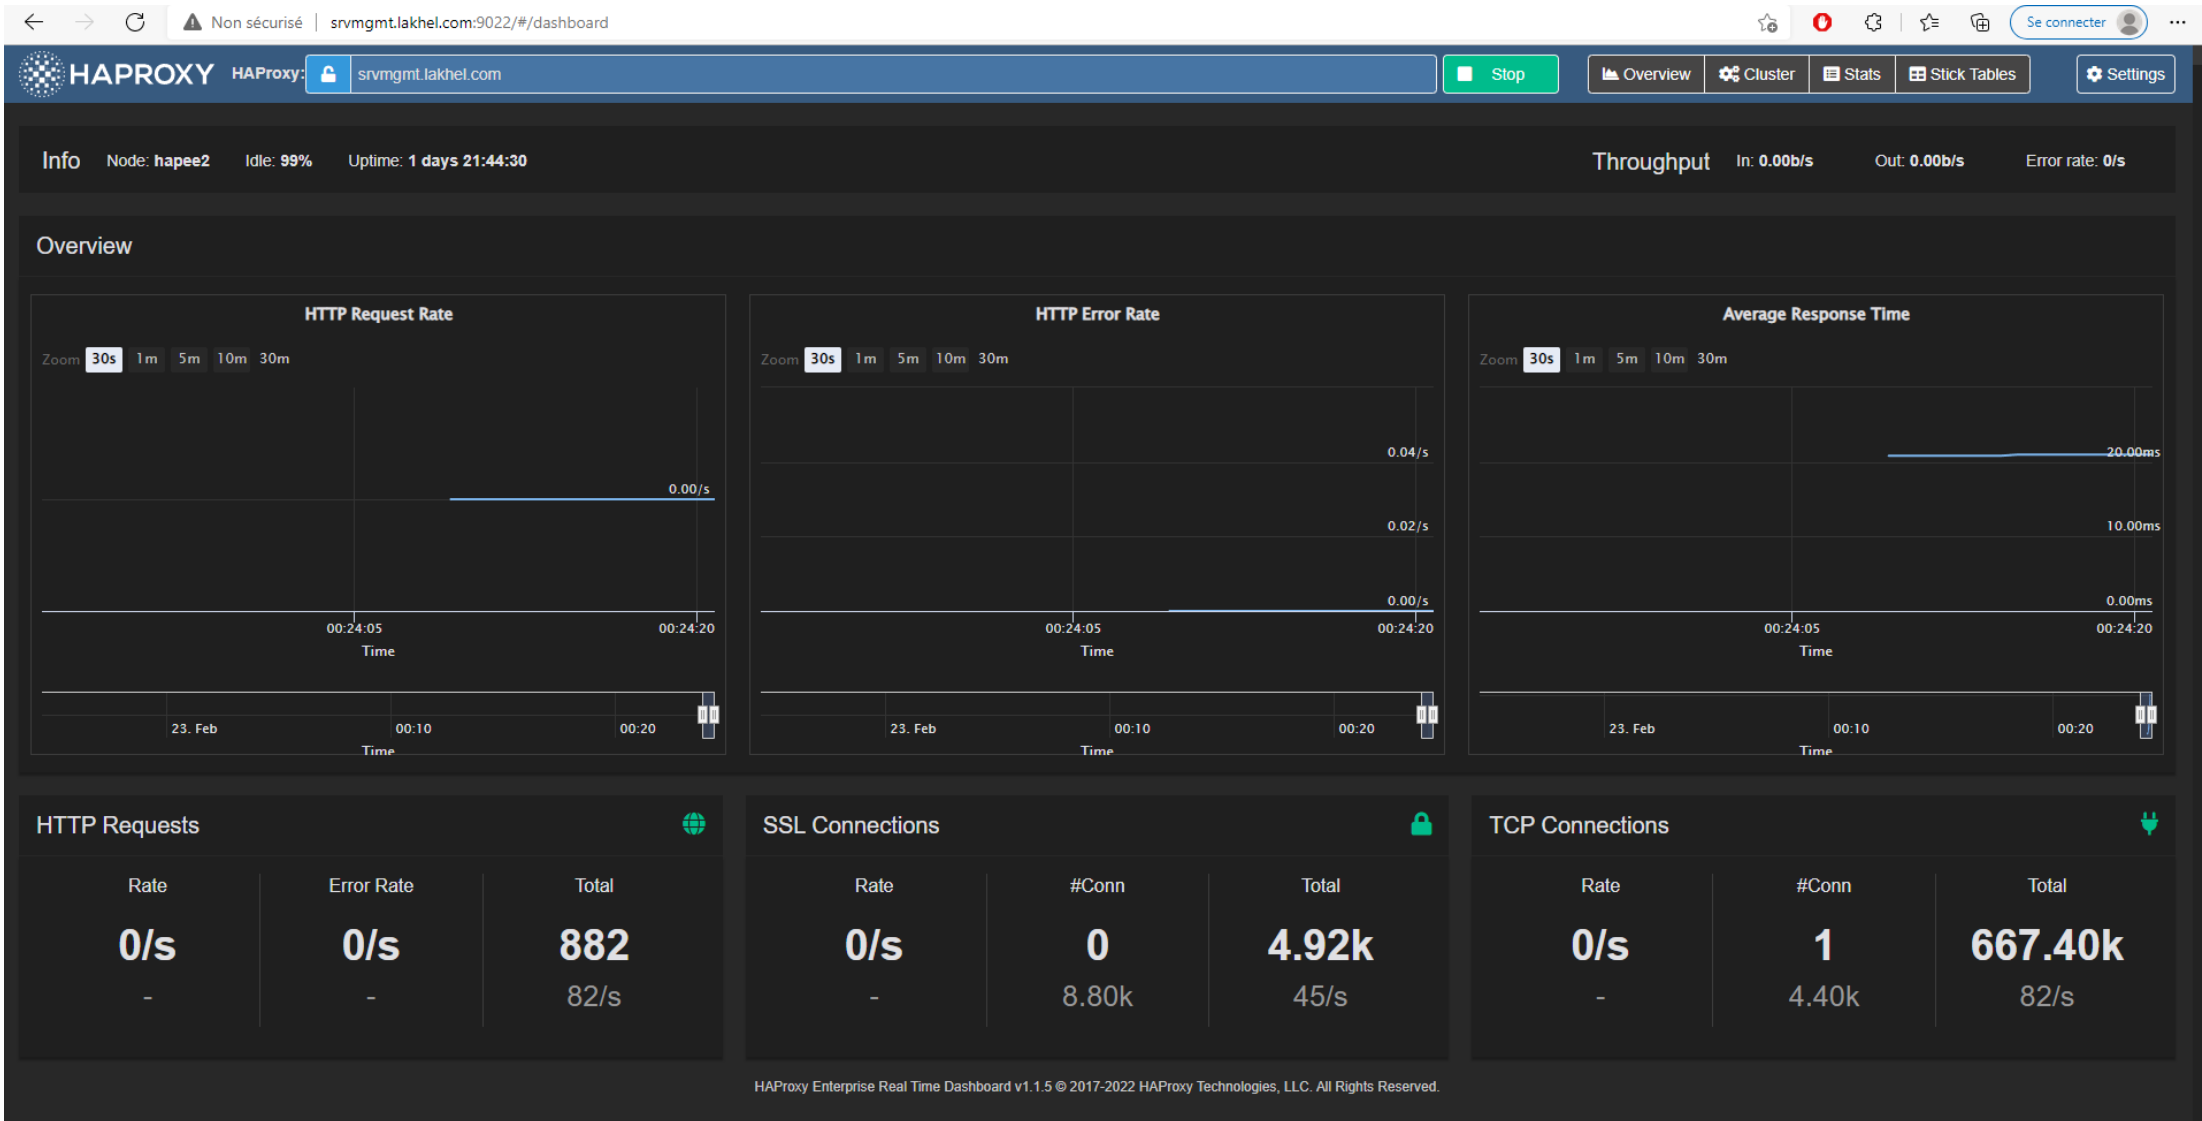 Non sécurisé | srvmgmt.lakhel.com:9022/#/dashboard Se connecter
HAPROXY HAProxy: srvmgmt.lakhel.com Stop Overview Cluster Stats Stick Tables Settings
Info Node: hapee2 Idle: 99% Uptime: 1 days 21:44:30 Throughput In: 0.00b/s Out: 0.00b/s Error rate: 0/s
Overview
HTTP Request Rate
Zoom 30s 1m 5m 10m 30m
0.00/s
00:24:05 00:24:20
Time
23. Feb 00:10 00:20
Time
HTTP Error Rate
Zoom 30s 1m 5m 10m 30m
0.04/s
0.02/s
0.00/s
00:24:05 00:24:20
Time
23. Feb 00:10 00:20
Time
Average Response Time
Zoom 30s 1m 5m 10m 30m
20.00ms
10.00ms
0.00ms
00:24:05 00:24:20
Time
23. Feb 00:10 00:20
Time
HTTP Requests
Rate Error Rate Total
0/s 0/s 882
- - 82/s
SSL Connections
Rate #Conn Total
0/s 0 4.92k
- 8.80k 45/s
TCP Connections
Rate #Conn Total
0/s 1 667.40k
- 4.40k 82/s
HAProxy Enterprise Real Time Dashboard v1.1.5 © 2017-2022 HAProxy Technologies, LLC. All Rights Reserved.